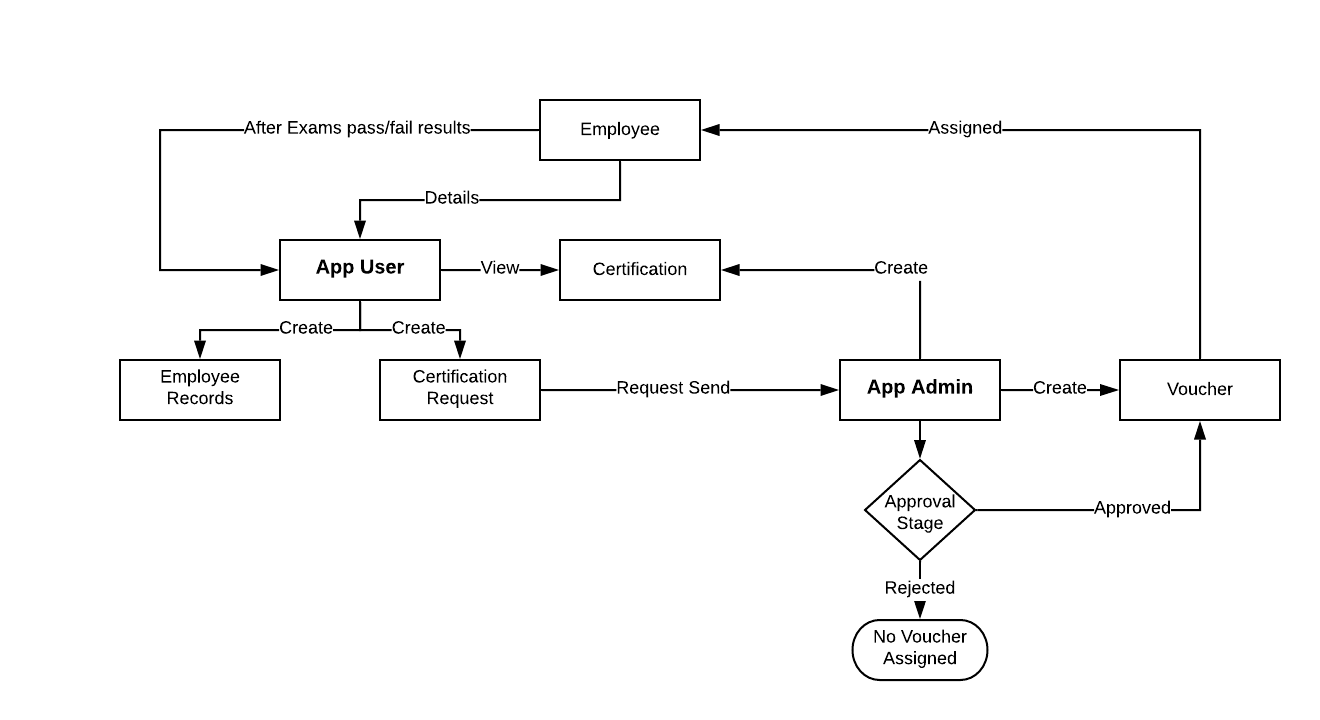 After Exams pass/fail results
Employee
Assigned
Details
App User
View
Certification
Create
Create
Create
Employee
Records
Certification
Request
Request Send
App Admin
Create
Voucher
Approval
Stage
Approved
Rejected
No Voucher
Assigned